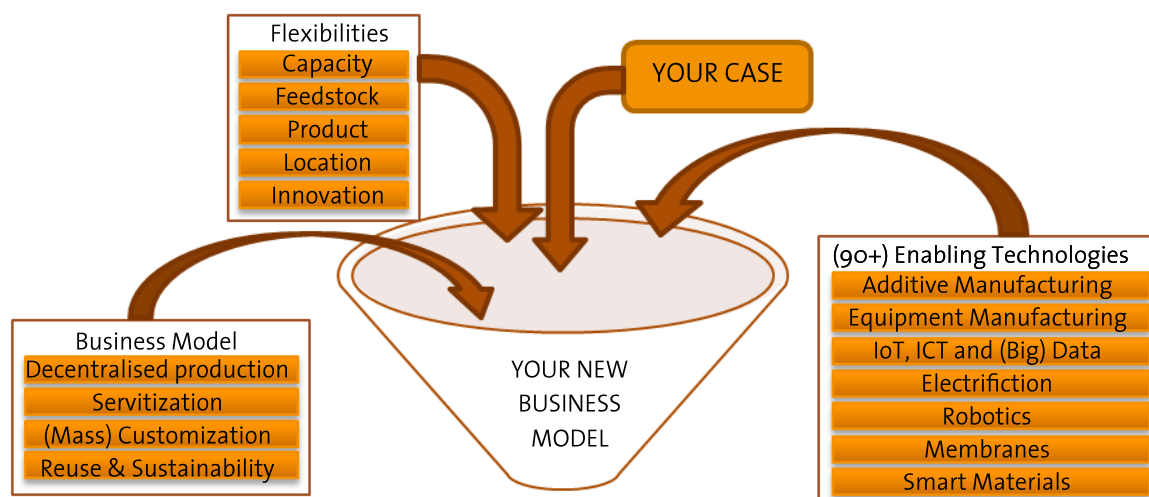 Flexibilities
Capacity
Feedstock
Product
Location
Innovation
YOUR CASE
Business Model
Decentralised production
Servitization
(Mass) Customization
Reuse & Sustainability
YOUR NEW
BUSINESS
MODEL
(90+) Enabling Technologies
Additive Manufacturing
Equipment Manufacturing
IoT, ICT and (Big) Data
Electrifiction
Robotics
Membranes
Smart Materials